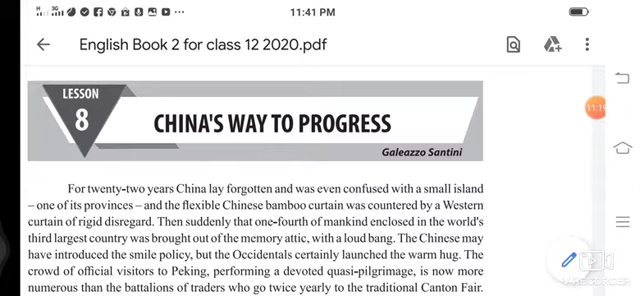 11:41 PM
English Book 2 for class 12 2020.pdf
LESSON
8
CHINA'S WAY TO PROGRESS
Galeazzo Santini
For twenty-two years China lay forgotten and was even confused with a small island
– one of its provinces – and the flexible Chinese bamboo curtain was countered by a Western
curtain of rigid disregard. Then suddenly that one-fourth of mankind enclosed in the world's
third largest country was brought out of the memory attic, with a loud bang. The Chinese may
have introduced the smile policy, but the Occidentals certainly launched the warm hug. The
crowd of official visitors to Peking, performing a devoted quasi-pilgrimage, is now more
numerous than the battalions of traders who go twice yearly to the traditional Canton Fair.